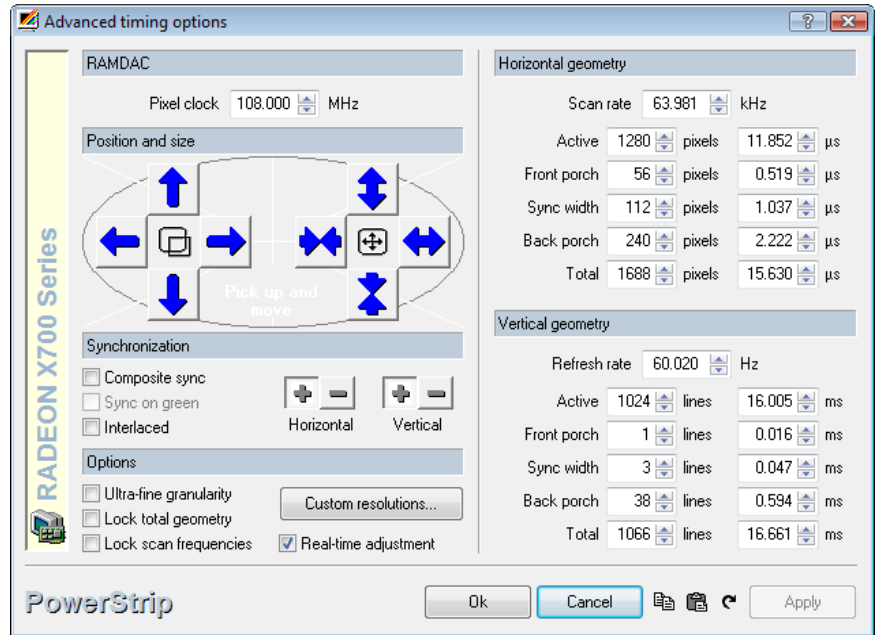 Advanced timing options
RADEON X700 Series
RAMDAC
Pixel clock 108.000 MHz
Position and size
Pick up and
move
Synchronization
Composite sync
Sync on green
Interlaced
Horizontal Vertical
Options
Ultra-fine granularity
Lock total geometry
Lock scan frequencies
Custom resolutions...
Real-time adjustment
Horizontal geometry
Scan rate 63.981 kHz
Active 1280 pixels 11.852 µs
Front porch 56 pixels 0.519 µs
Sync width 112 pixels 1.037 µs
Back porch 240 pixels 2.222 µs
Total 1688 pixels 15.630 µs
Vertical geometry
Refresh rate 60.020 Hz
Active 1024 lines 16.005 ms
Front porch 1 lines 0.016 ms
Sync width 3 lines 0.047 ms
Back porch 38 lines 0.594 ms
Total 1066 lines 16.661 ms
PowerStrip
Ok Cancel Apply